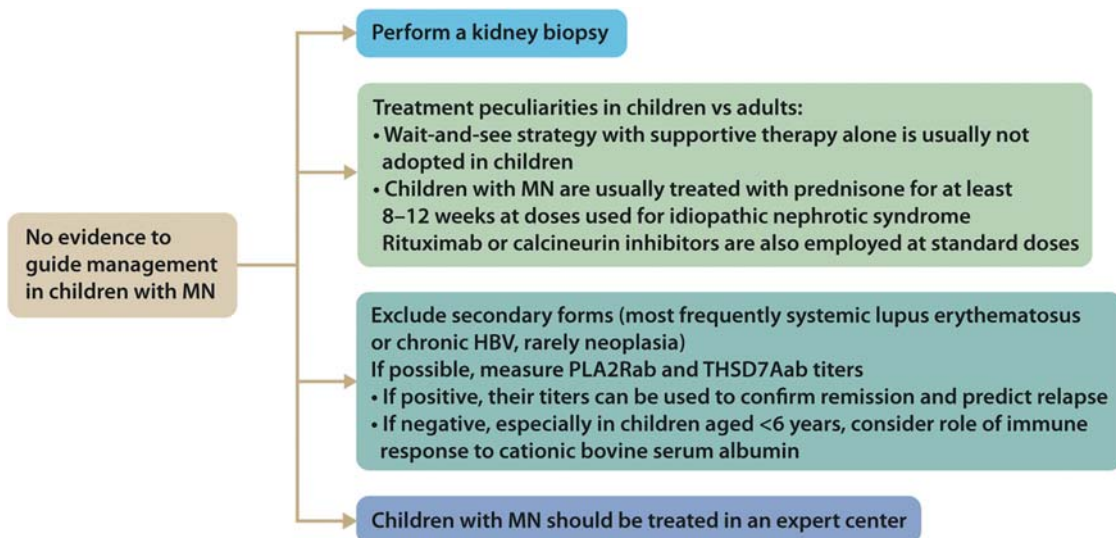 Perform a kidney biopsy
Treatment peculiarities in children vs adults:
• Wait-and-see strategy with supportive therapy alone is usually not
adopted in children
• Children with MN are usually treated with prednisone for at least
8–12 weeks at doses used for idiopathic nephrotic syndrome
Rituximab or calcineurin inhibitors are also employed at standard doses
No evidence to
guide management
in children with MN
Exclude secondary forms (most frequently systemic lupus erythematosus
or chronic HBV, rarely neoplasia)
If possible, measure PLA2Rab and THSD7Aab titers
• If positive, their titers can be used to confirm remission and predict relapse
• If negative, especially in children aged <6 years, consider role of immune
response to cationic bovine serum albumin
Children with MN should be treated in an expert center